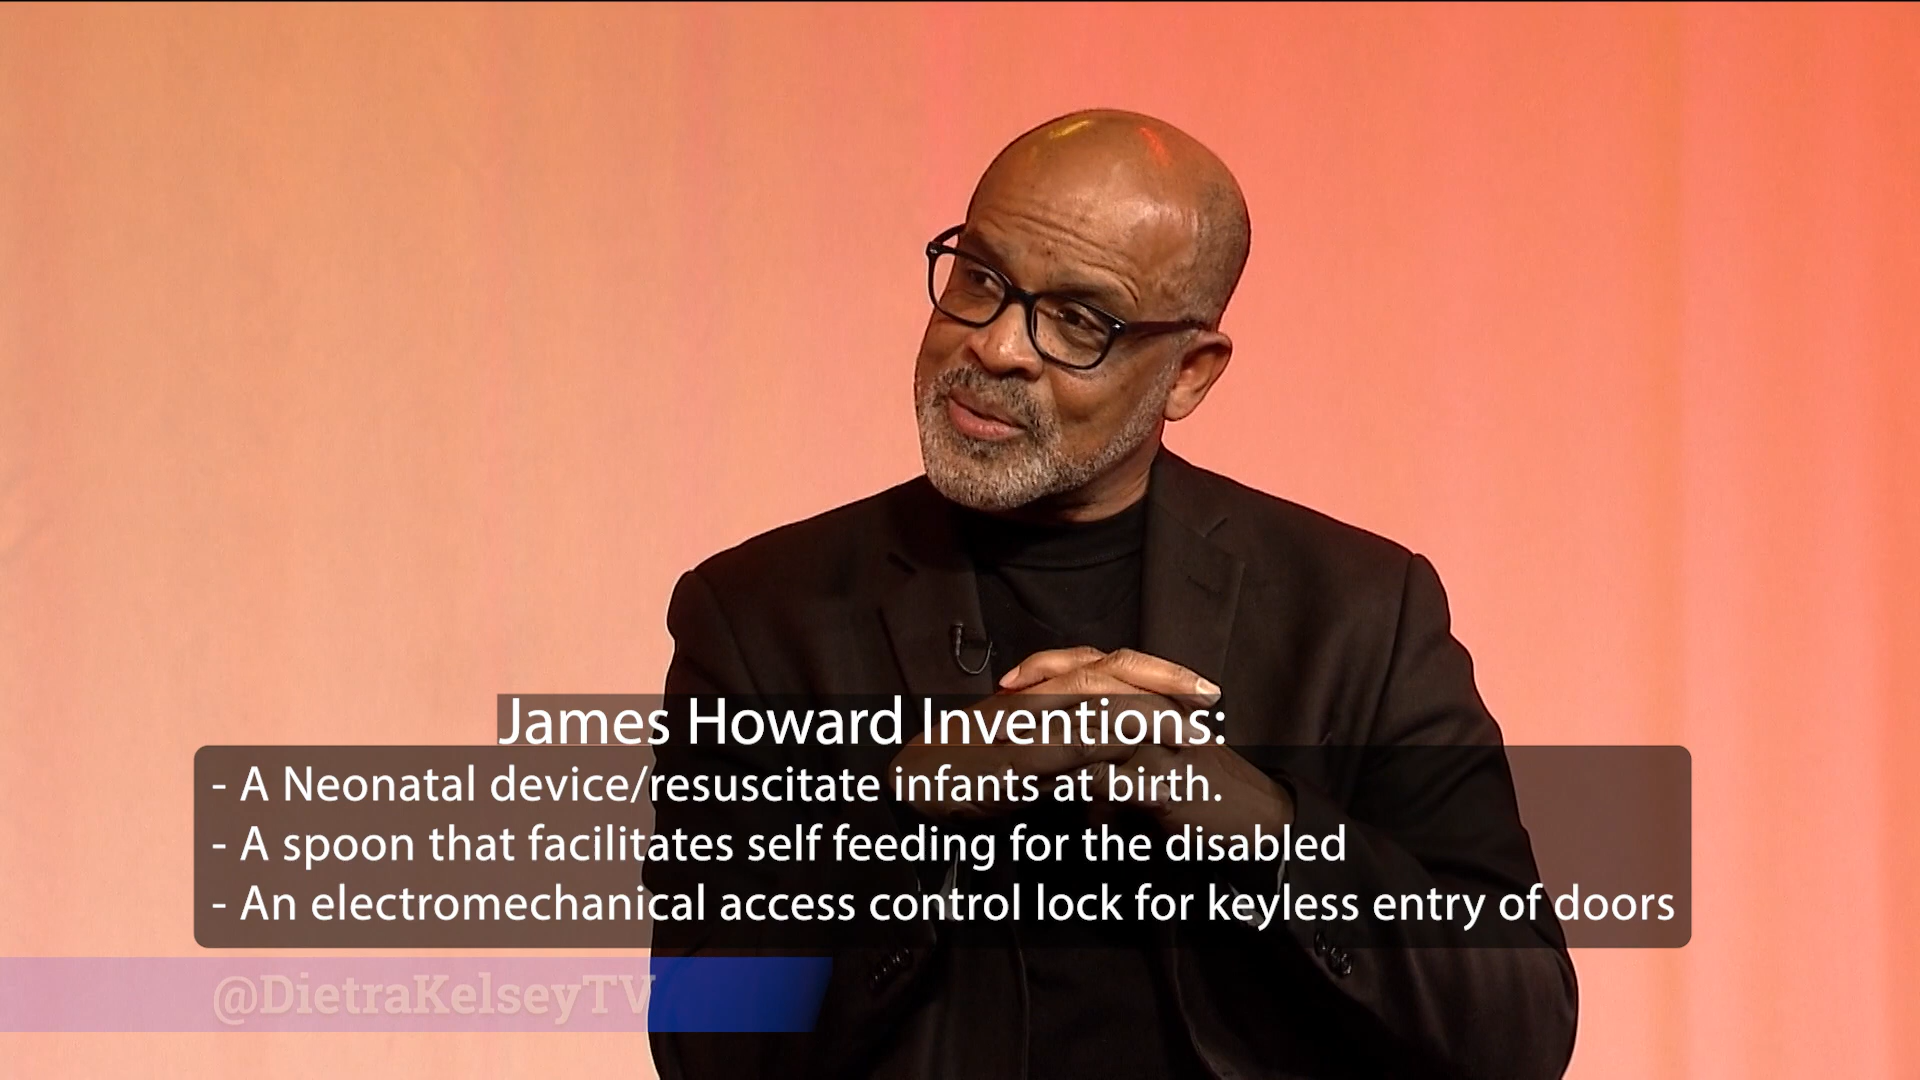 James Howard Inventions:
- A Neonatal device/resuscitate infants at birth.
- A spoon that facilitates self feeding for the disabled
- An electromechanical access control lock for keyless entry of doors
@DietraKelseyTV